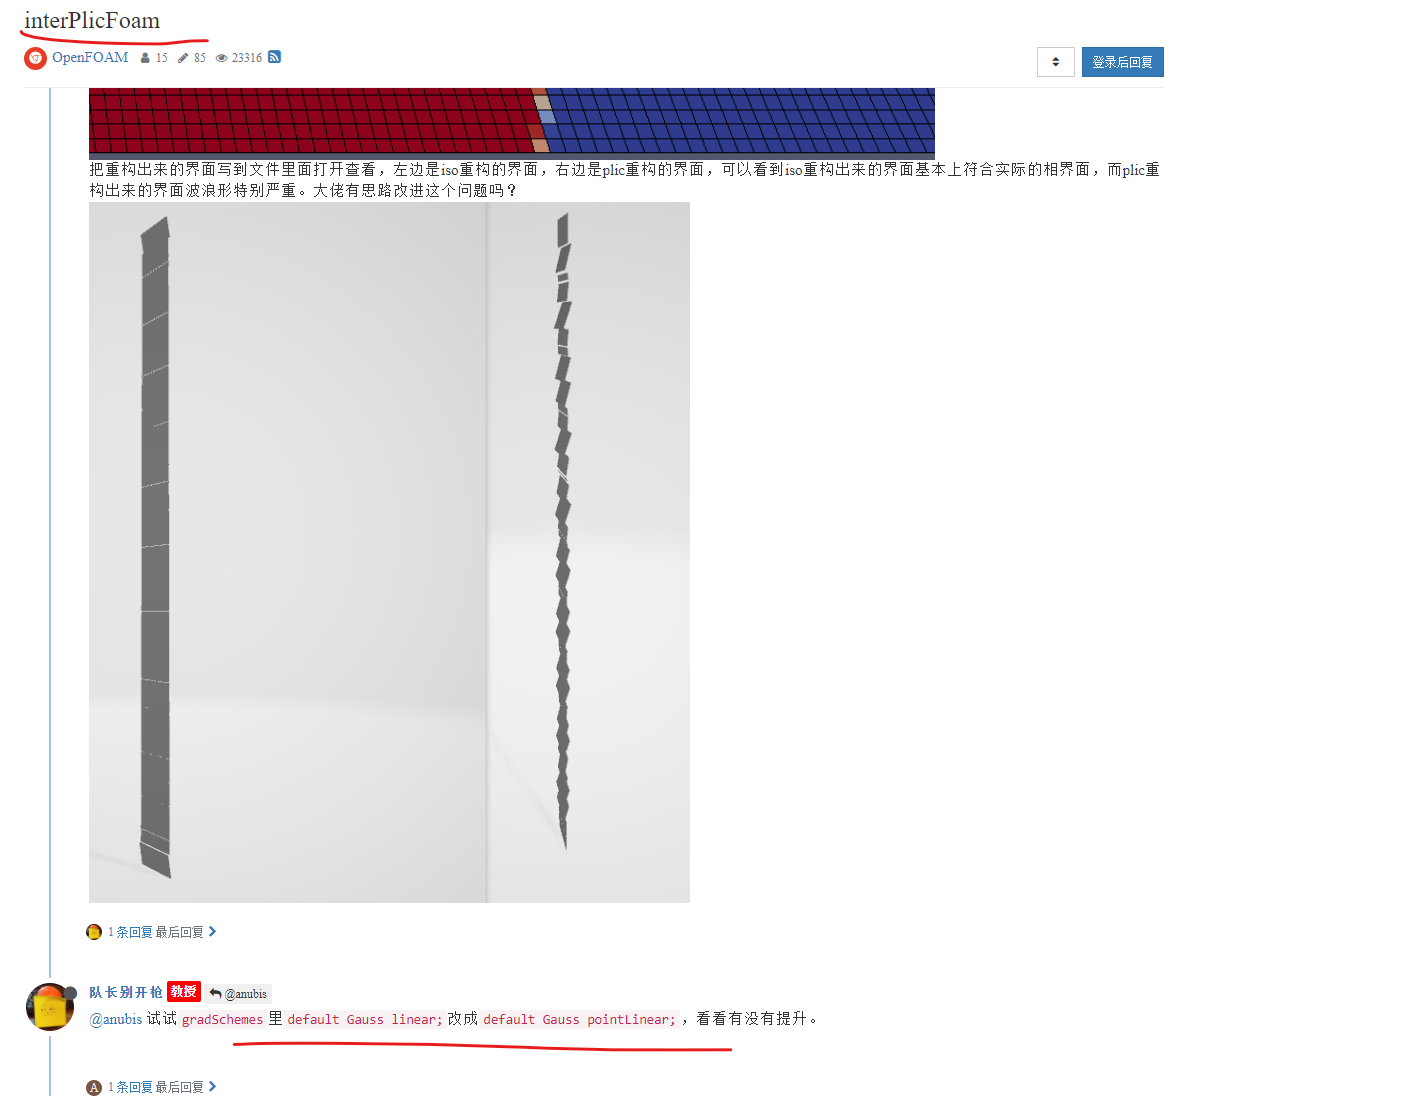 interPlicFoam
OpenFOAM 15 85 23316
登录后回复
把重构出来的界面写到文件里面打开查看，左边是iso重构的界面，右边是plic重构的界面，可以看到iso重构出来的界面基本上符合实际的相界面，而plic重
构出来的界面波浪形特别严重。大佬有思路改进这个问题吗？
1 条回复 最后回复
队长别开枪 教授 @anubis
@anubis 试试 gradSchemes 里 default Gauss linear; 改成 default Gauss pointLinear; ，看看有没有提升。
A 1 条回复 最后回复